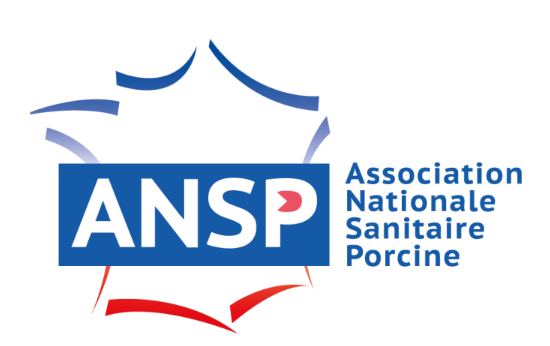 ANSP
Association
Nationale
Sanitaire
Porcine